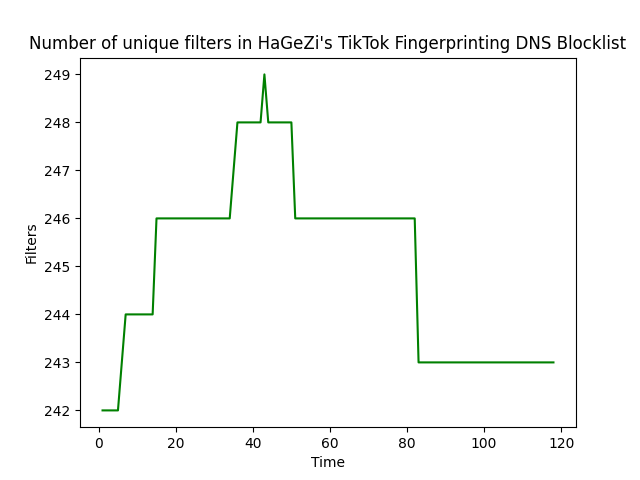 Number of unique filters in HaGeZi's TikTok Fingerprinting DNS Blocklist
249
248
247
246
245
244
243
242
Filters
0 20 40 60 80 100 120
Time